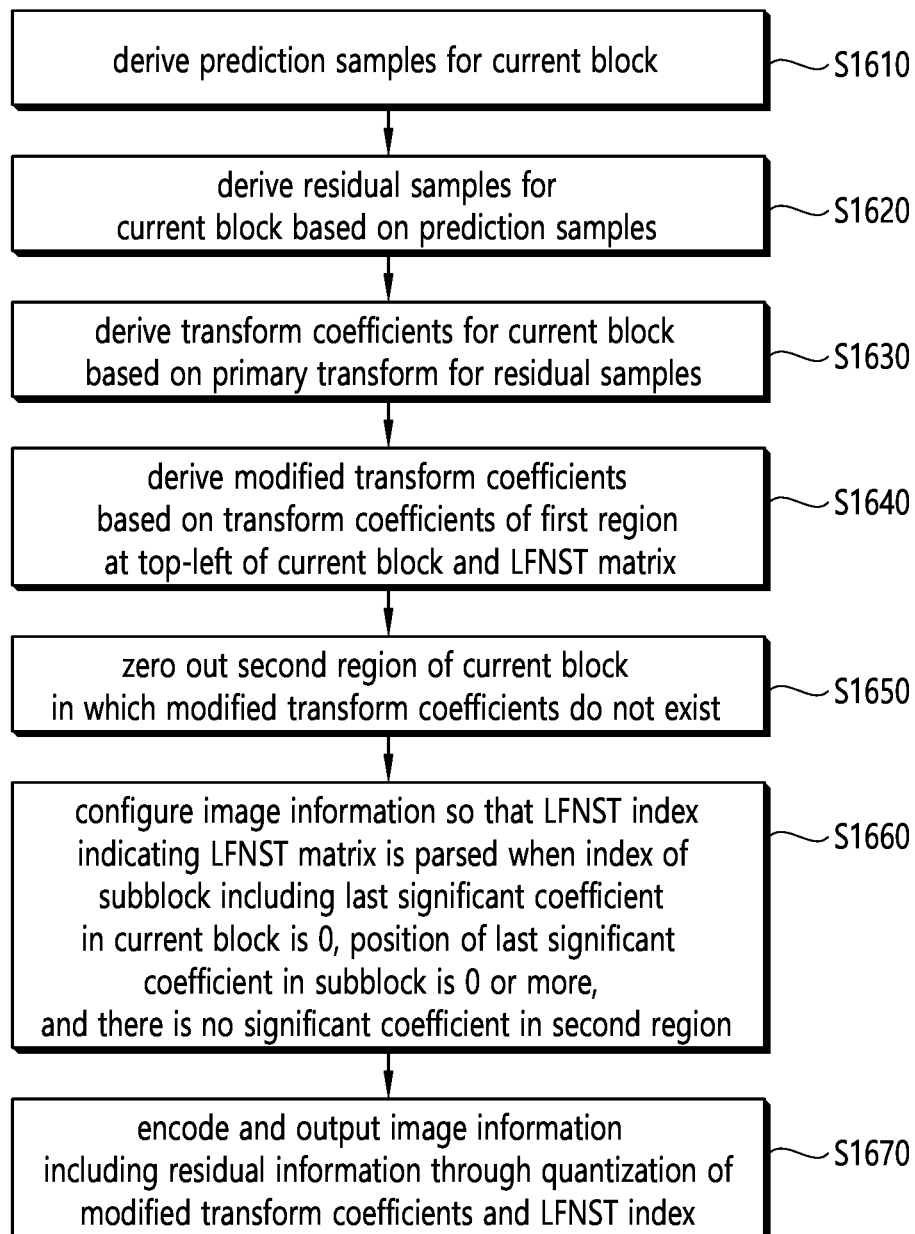 derive prediction samples for current block
S1610
derive residual samples for
current block based on prediction samples
S1620
derive transform coefficients for current block
based on primary transform for residual samples
S1630
derive modified transform coefficients
based on transform coefficients of first region
at top-left of current block and LFNST matrix
S1640
zero out second region of current block
in which modified transform coefficients do not exist
S1650
configure image information so that LFNST index
indicating LFNST matrix is parsed when index of
subblock including last significant coefficient
in current block is 0, position of last significant
coefficient in subblock is 0 or more,
and there is no significant coefficient in second region
S1660
encode and output image information
including residual information through quantization of
modified transform coefficients and LFNST index
S1670